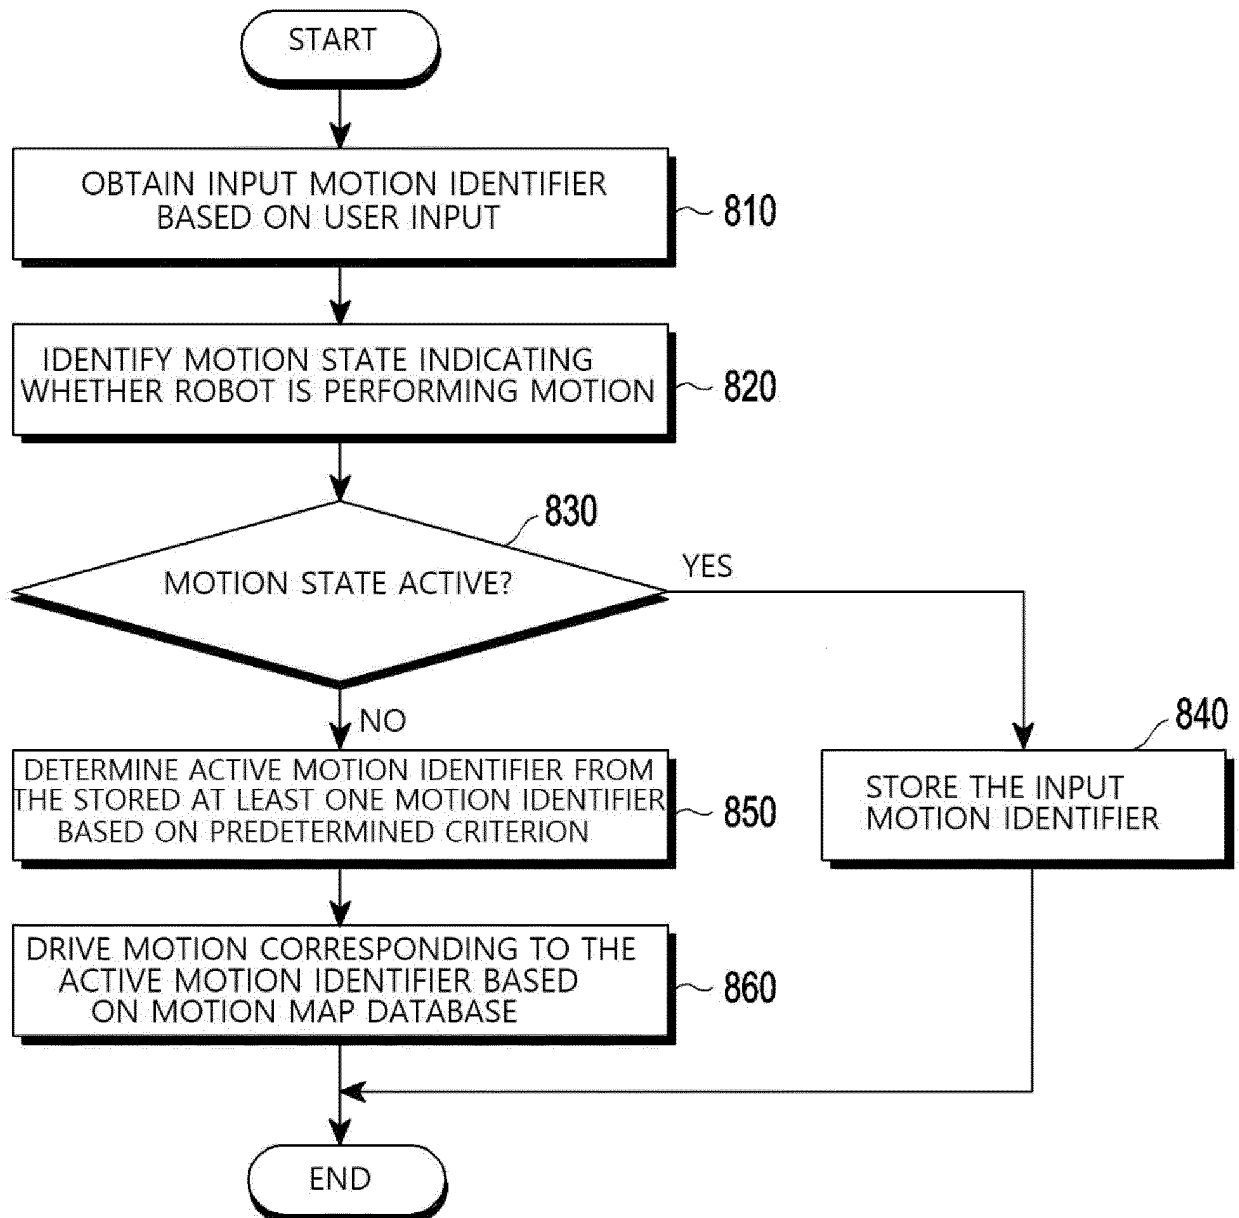 START
OBTAIN INPUT MOTION IDENTIFIER
BASED ON USER INPUT
810
IDENTIFY MOTION STATE INDICATING
WHETHER ROBOT IS PERFORMING MOTION
820
830
MOTION STATE ACTIVE?
YES
NO
840
STORE THE INPUT
MOTION IDENTIFIER
DETERMINE ACTIVE MOTION IDENTIFIER FROM
THE STORED AT LEAST ONE MOTION IDENTIFIER
BASED ON PREDETERMINED CRITERION
850
DRIVE MOTION CORRESPONDING TO THE
ACTIVE MOTION IDENTIFIER BASED
ON MOTION MAP DATABASE
860
END